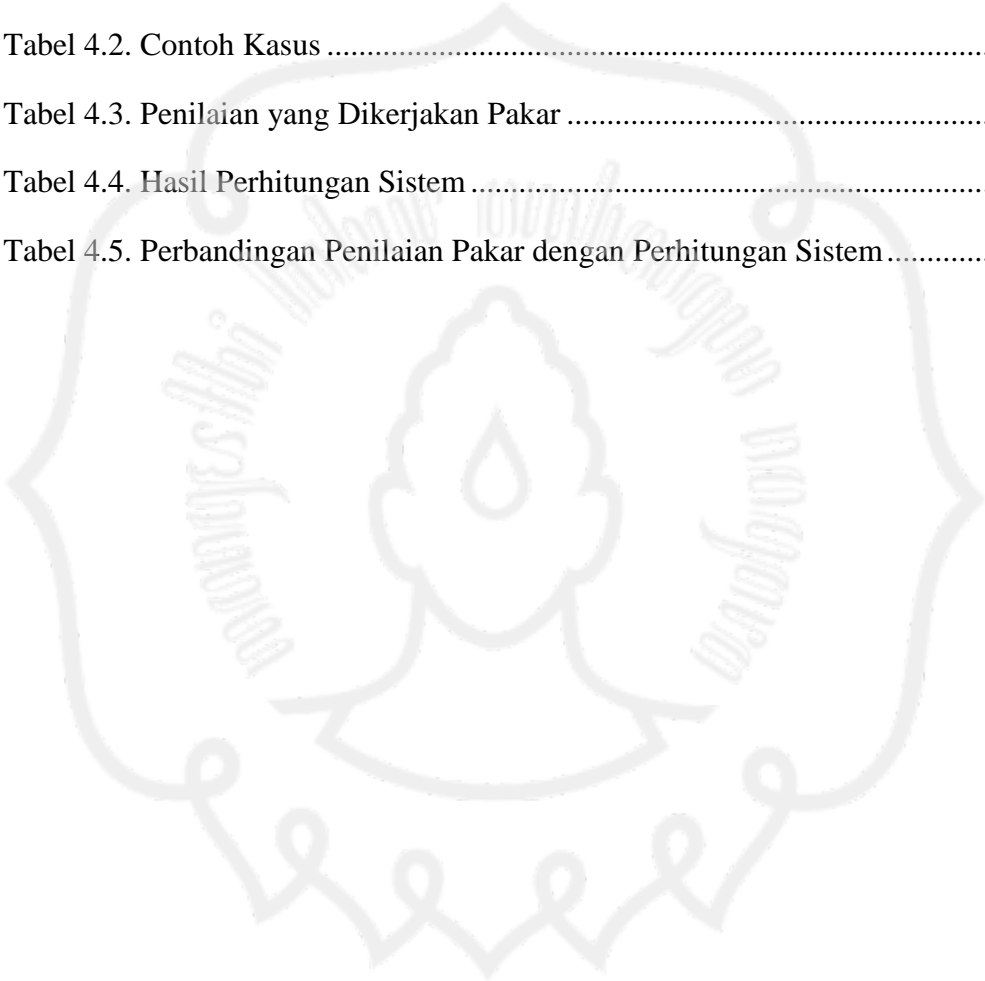 Tabel 4.2. Contoh Kasus ....................................................................................
Tabel 4.3. Penilaian yang Dikerjakan Pakar .....................................................
Tabel 4.4. Hasil Perhitungan Sistem .................................................................
Tabel 4.5. Perbandingan Penilaian Pakar dengan Perhitungan Sistem .............